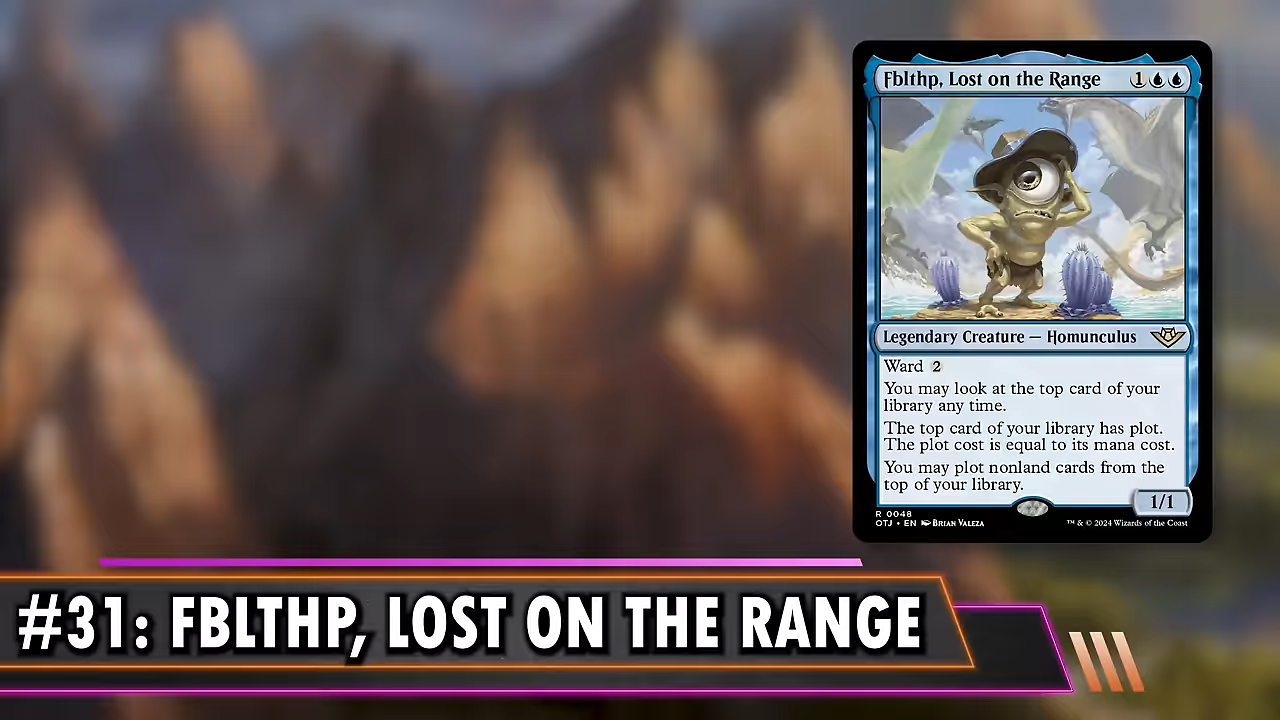 Fblthp, Lost on the Range 1
Legendary Creature — Homunculus
Ward 2
You may look at the top card of your
library any time.
The top card of your library has plot.
The plot cost is equal to its mana cost.
You may plot nonland cards from the
top of your library.
1/1
R 0048
OTJ • EN BRIAN VALEZA
™ & © 2024 Wizards of the Coast
#31: FBLTHP, LOST ON THE RANGE